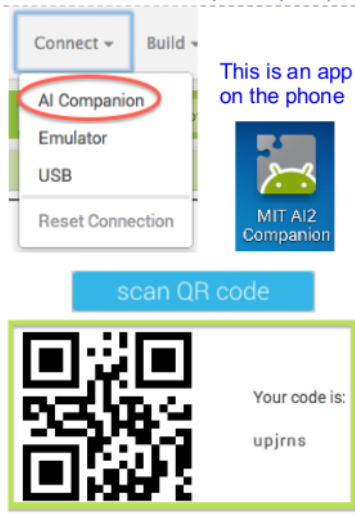 Connect
Build
AI Companion
Emulator
USB
Reset Connection
This is an app
on the phone
MIT AI2
Companion
scan QR code
Your code is:
upjrns